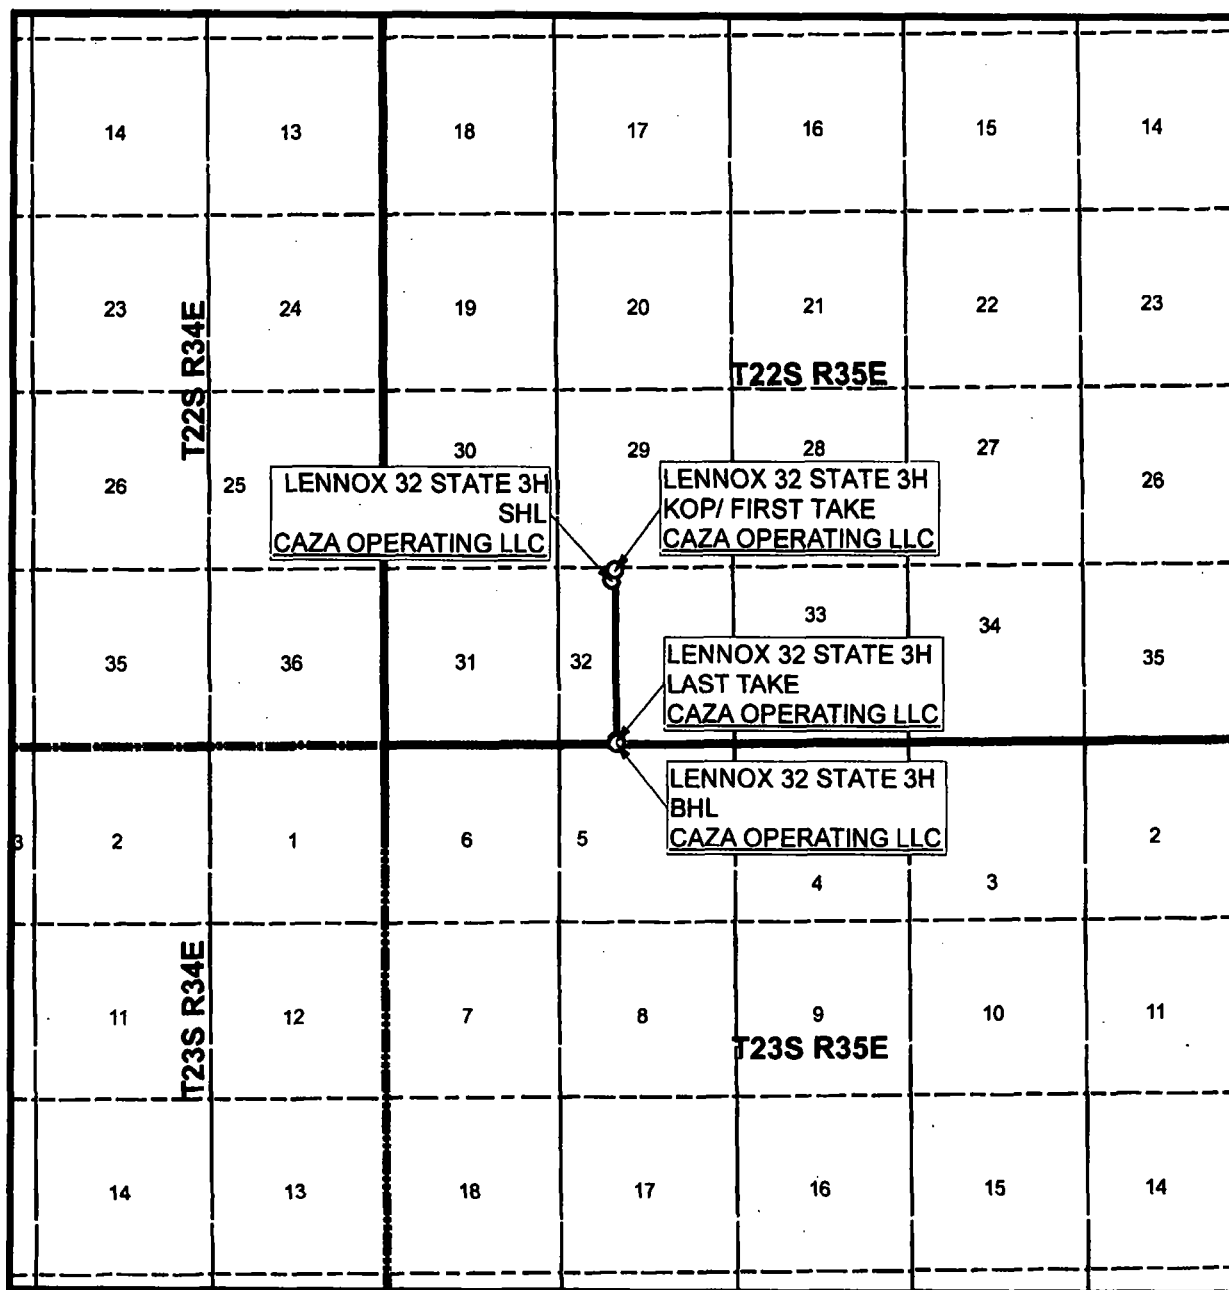 14 13 18 17 16 15 14
23 24 19 20 21 22 23
T22S R34E
T22S R35E
26 25 30 29 28 27 26
LENNOX 32 STATE 3H
SHL
CAZA OPERATING LLC
LENNOX 32 STATE 3H
KOP/ FIRST TAKE
CAZA OPERATING LLC
35 36 31 32 33 34 35
LENNOX 32 STATE 3H
LAST TAKE
CAZA OPERATING LLC
LENNOX 32 STATE 3H
BHL
CAZA OPERATING LLC
3 2 1 6 5 4 3 2
T23S R34E
11 12 7 8 9 10 11
T23S R35E
14 13 18 17 16 15 14